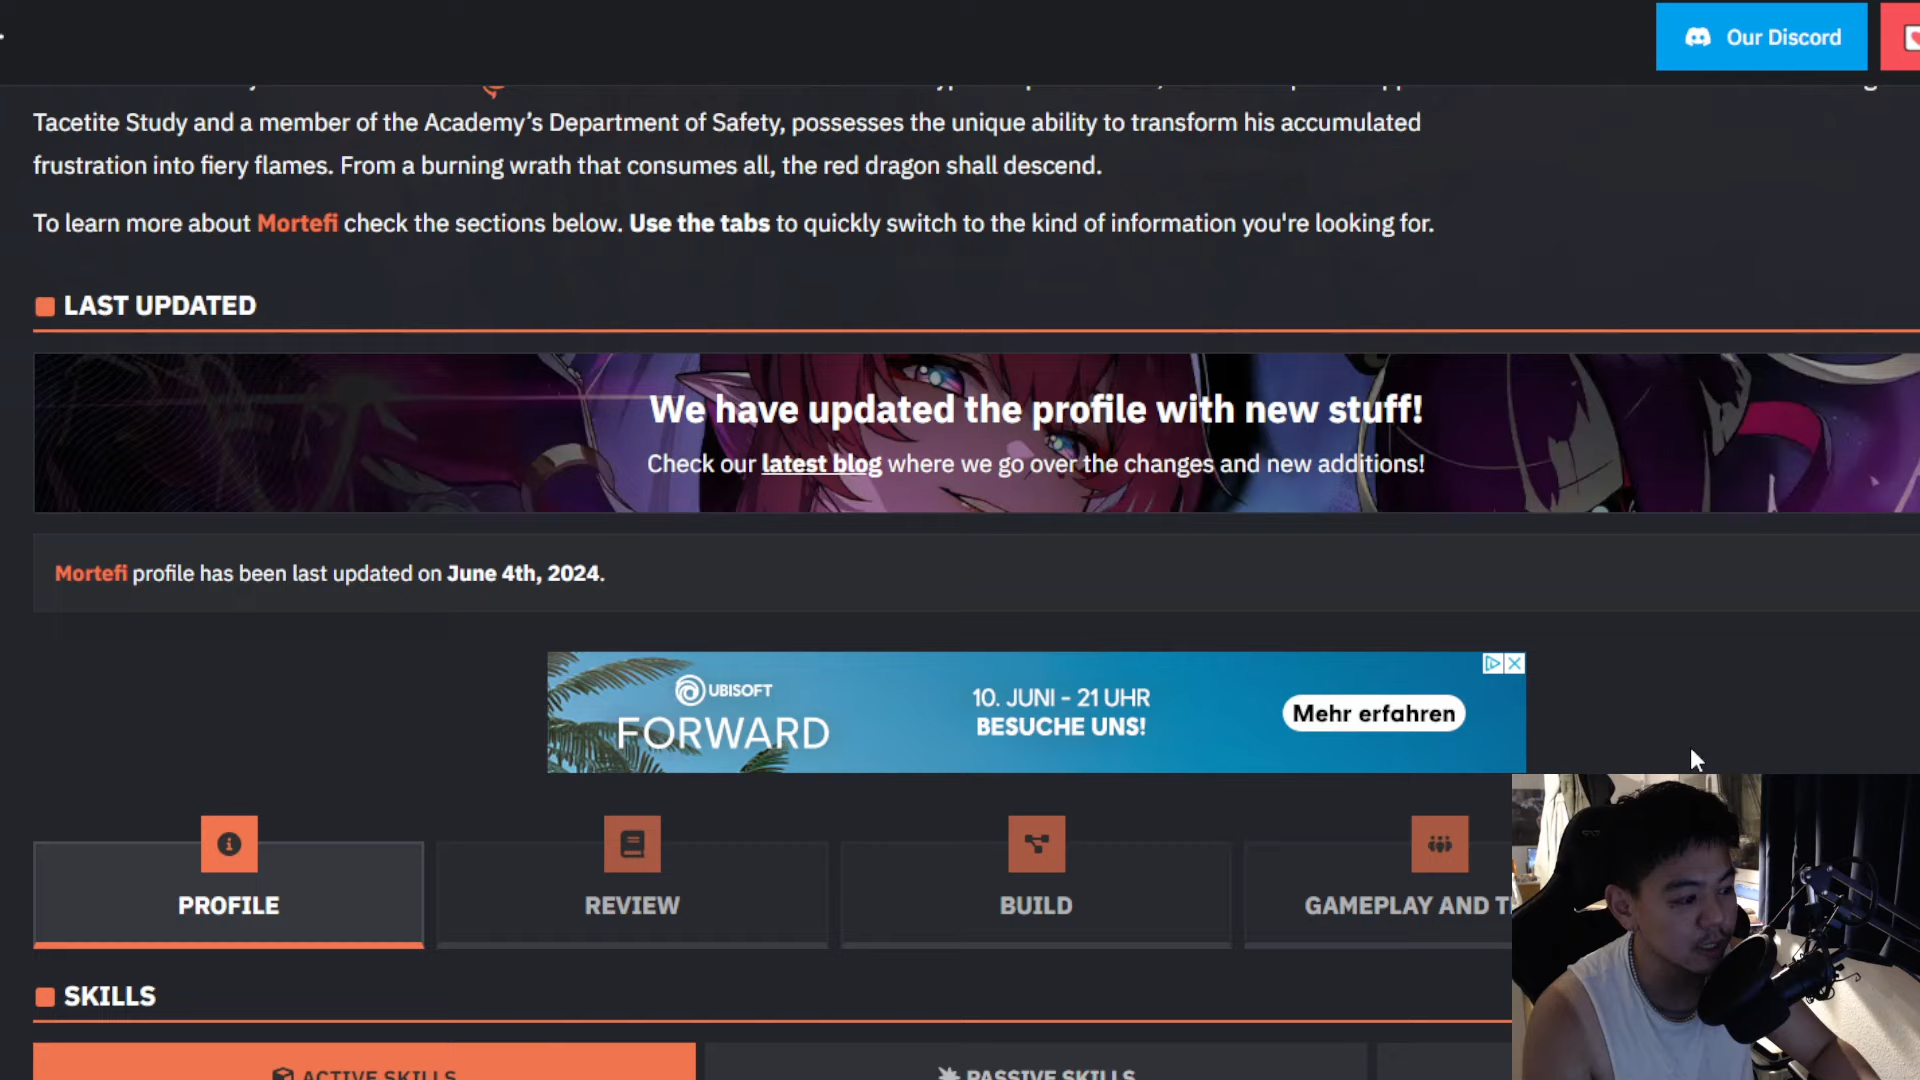 Our Discord
Tacetite Study and a member of the Academy’s Department of Safety, possesses the unique ability to transform his accumulated
frustration into fiery flames. From a burning wrath that consumes all, the red dragon shall descend.
To learn more about Mortefi check the sections below. Use the tabs to quickly switch to the kind of information you're looking for.
LAST UPDATED
We have updated the profile with new stuff!
Check our latest blog where we go over the changes and new additions!
Mortefi profile has been last updated on June 4th, 2024.
UBISOFT
FORWARD
10. JUNI - 21 UHR
BESUCHE UNS!
Mehr erfahren
PROFILE
REVIEW
BUILD
GAMEPLAY AND T
SKILLS
ACTIVE SKILLS
PASSIVE SKILLS